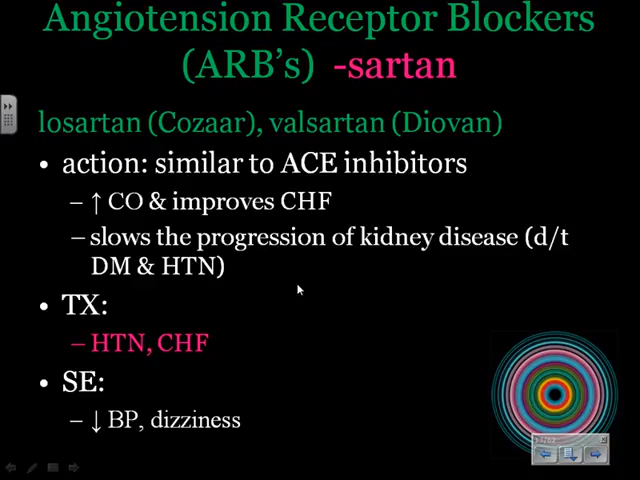 Angiotension Receptor Blockers
(ARB's) -sartan
losartan (Cozaar), valsartan (Diovan)
• action: similar to ACE inhibitors
– ↑ CO & improves CHF
– slows the progression of kidney disease (d/t
DM & HTN)
• TX:
– HTN, CHF
• SE:
– ↓ BP, dizziness